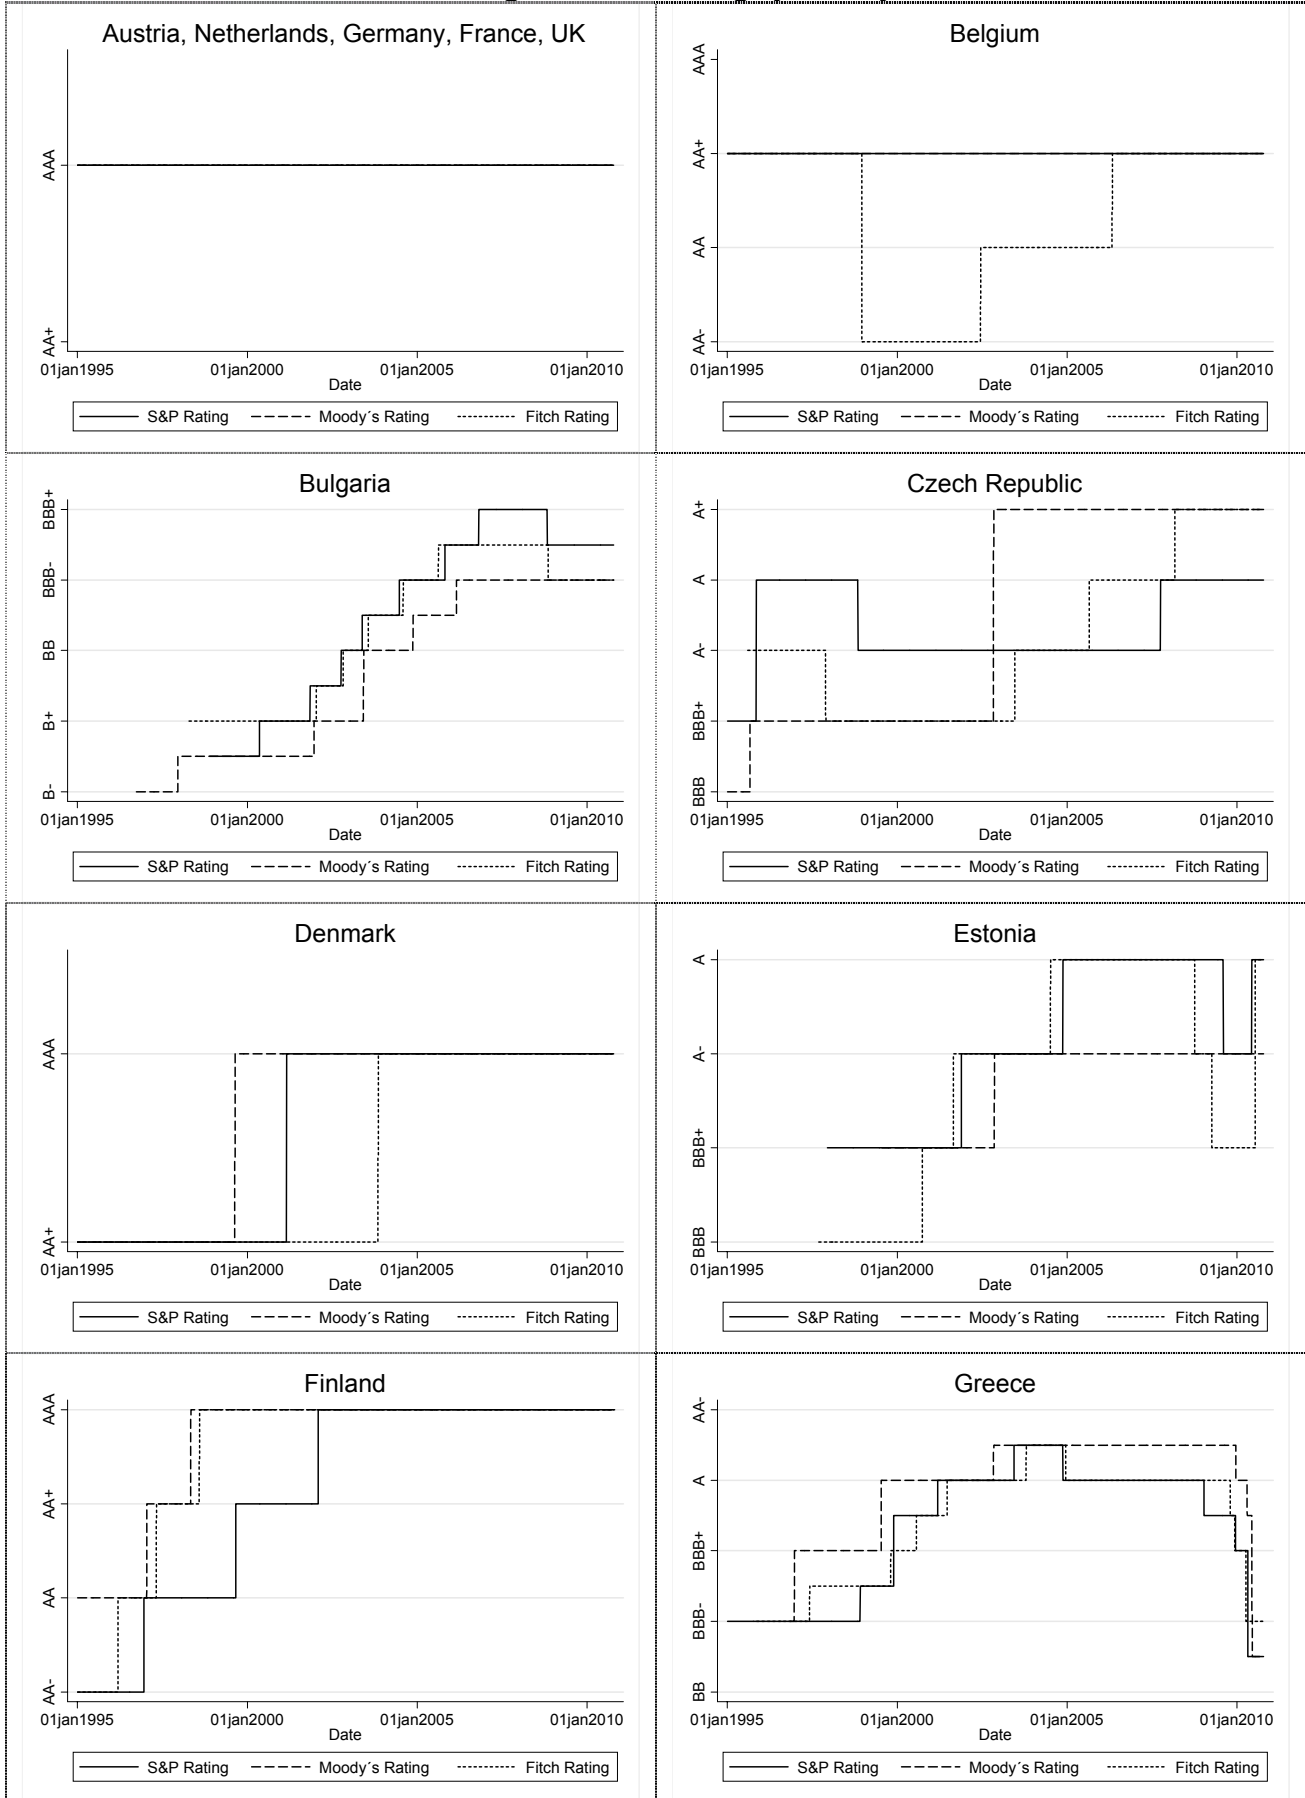 Austria, Netherlands, Germany, France, UK
AAA
AA+
01jan1995 01jan2000 01jan2005 01jan2010
Date
S&P Rating Moody´s Rating Fitch Rating
Belgium
AAA
AA+
AA
AA-
01jan1995 01jan2000 01jan2005 01jan2010
Date
S&P Rating Moody´s Rating Fitch Rating
Bulgaria
BBB+
BBB-
BB
B+
B-
01jan1995 01jan2000 01jan2005 01jan2010
Date
S&P Rating Moody´s Rating Fitch Rating
Czech Republic
A+
A
A-
BBB+
BBB
01jan1995 01jan2000 01jan2005 01jan2010
Date
S&P Rating Moody´s Rating Fitch Rating
Denmark
AAA
AA+
01jan1995 01jan2000 01jan2005 01jan2010
Date
S&P Rating Moody´s Rating Fitch Rating
Estonia
A
A-
BBB+
BBB
01jan1995 01jan2000 01jan2005 01jan2010
Date
S&P Rating Moody´s Rating Fitch Rating
Finland
AAA
AA+
AA
AA-
01jan1995 01jan2000 01jan2005 01jan2010
Date
S&P Rating Moody´s Rating Fitch Rating
Greece
AA-
A
BBB+
BBB-
BB
01jan1995 01jan2000 01jan2005 01jan2010
Date
S&P Rating Moody´s Rating Fitch Rating